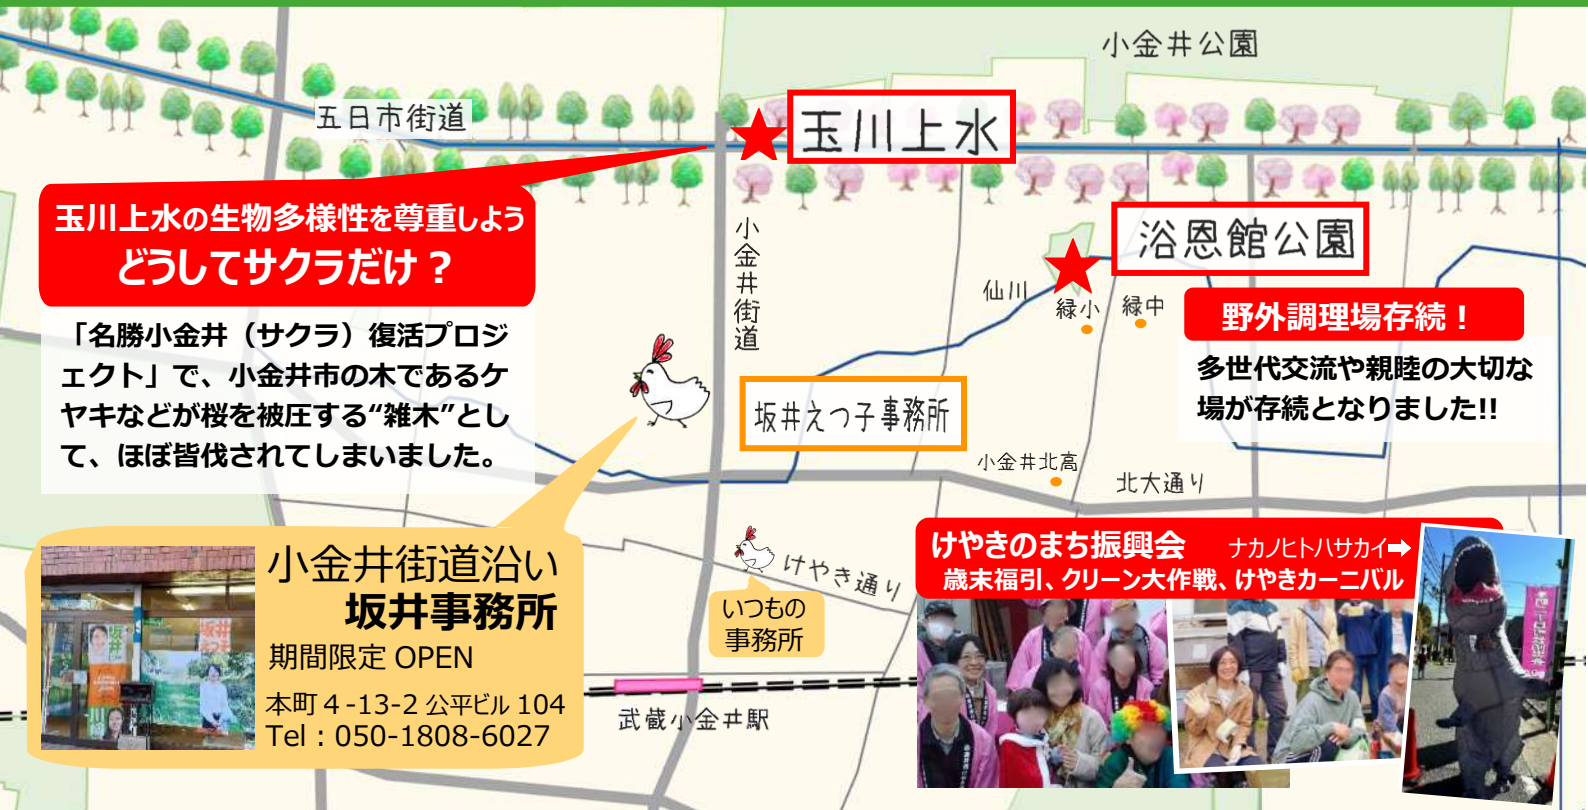 小金井公園
五日市街道
玉川上水
玉川上水の生物多様性を尊重しよう
どうしてサクラだけ？
「名勝小金井（サクラ）復活プロジ
ェクト」で、小金井市の木であるケ
ヤキなどが桜を被圧する“雑木”とし
て、ほぼ皆伐されてしまいました。
小金井街道
浴恩館公園
仙川
緑小
緑中
野外調理場存続！
多世代交流や親睦の大切な
場が存続となりました!!
坂井えつ子事務所
小金井北高
北大通り
小金井街道沿い
坂井事務所
期間限定 OPEN
本町４-13-2 公平ビル 104
Tel：050-1808-6027
けやき通り
いつもの
事務所
武蔵小金井駅
けやきのまち振興会 ナカノヒトハサカイ➡
歳末福引、クリーン大作戦、けやきカーニバル